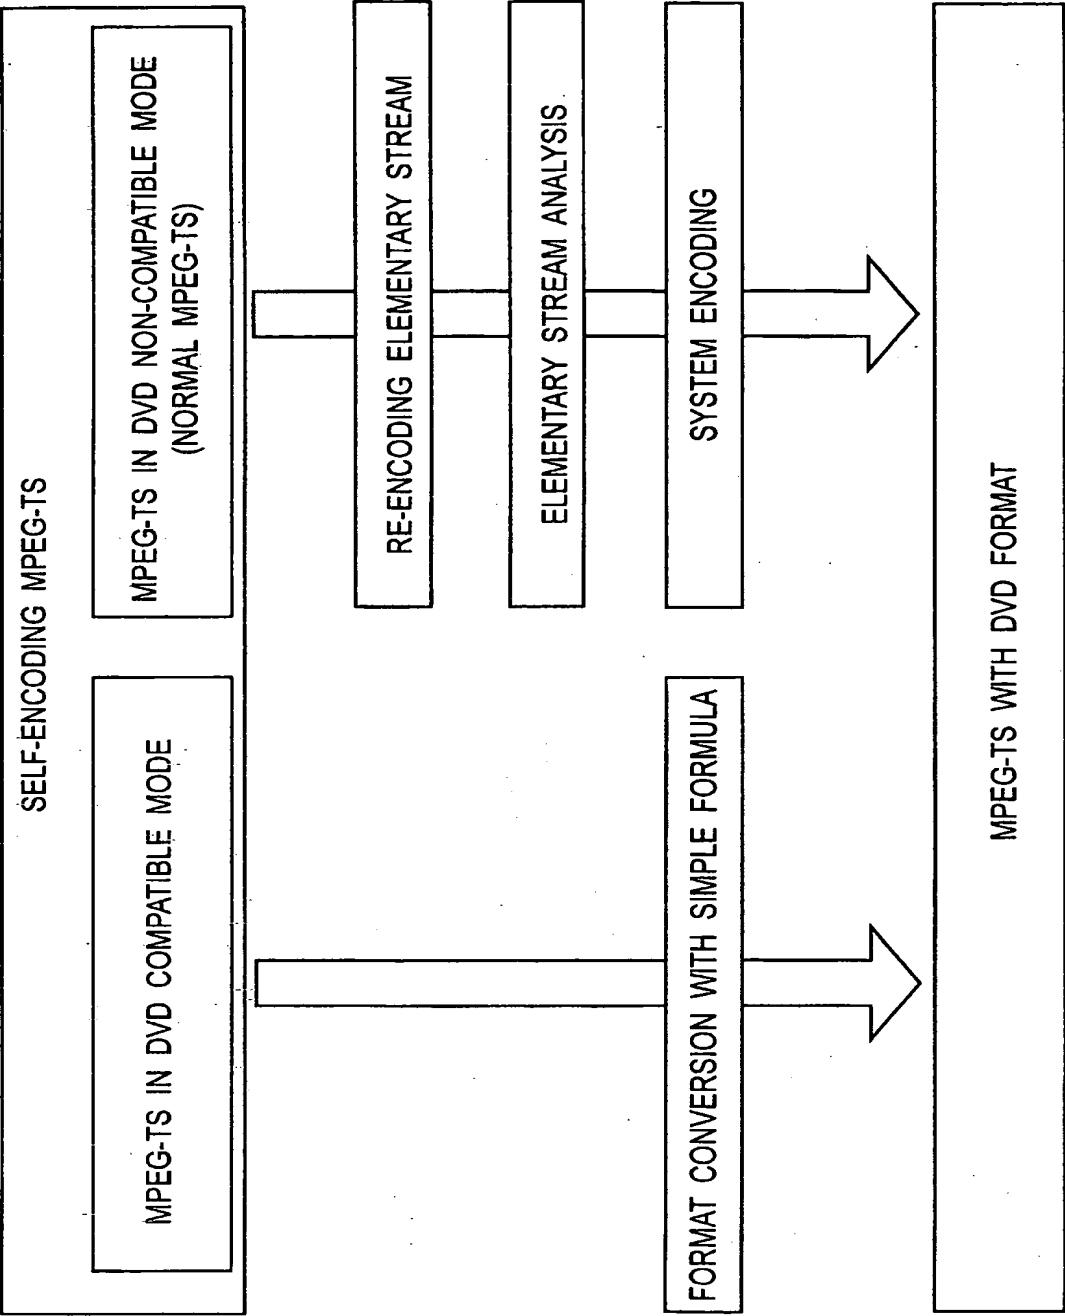 SELF-ENCODING MPEG-TS
MPEG-TS IN DVD COMPATIBLE MODE
MPEG-TS IN DVD NON-COMPATIBLE MODE
(NORMAL MPEG-TS)
RE-ENCODING ELEMENTARY STREAM
ELEMENTARY STREAM ANALYSIS
FORMAT CONVERSION WITH SIMPLE FORMULA
SYSTEM ENCODING
MPEG-TS WITH DVD FORMAT